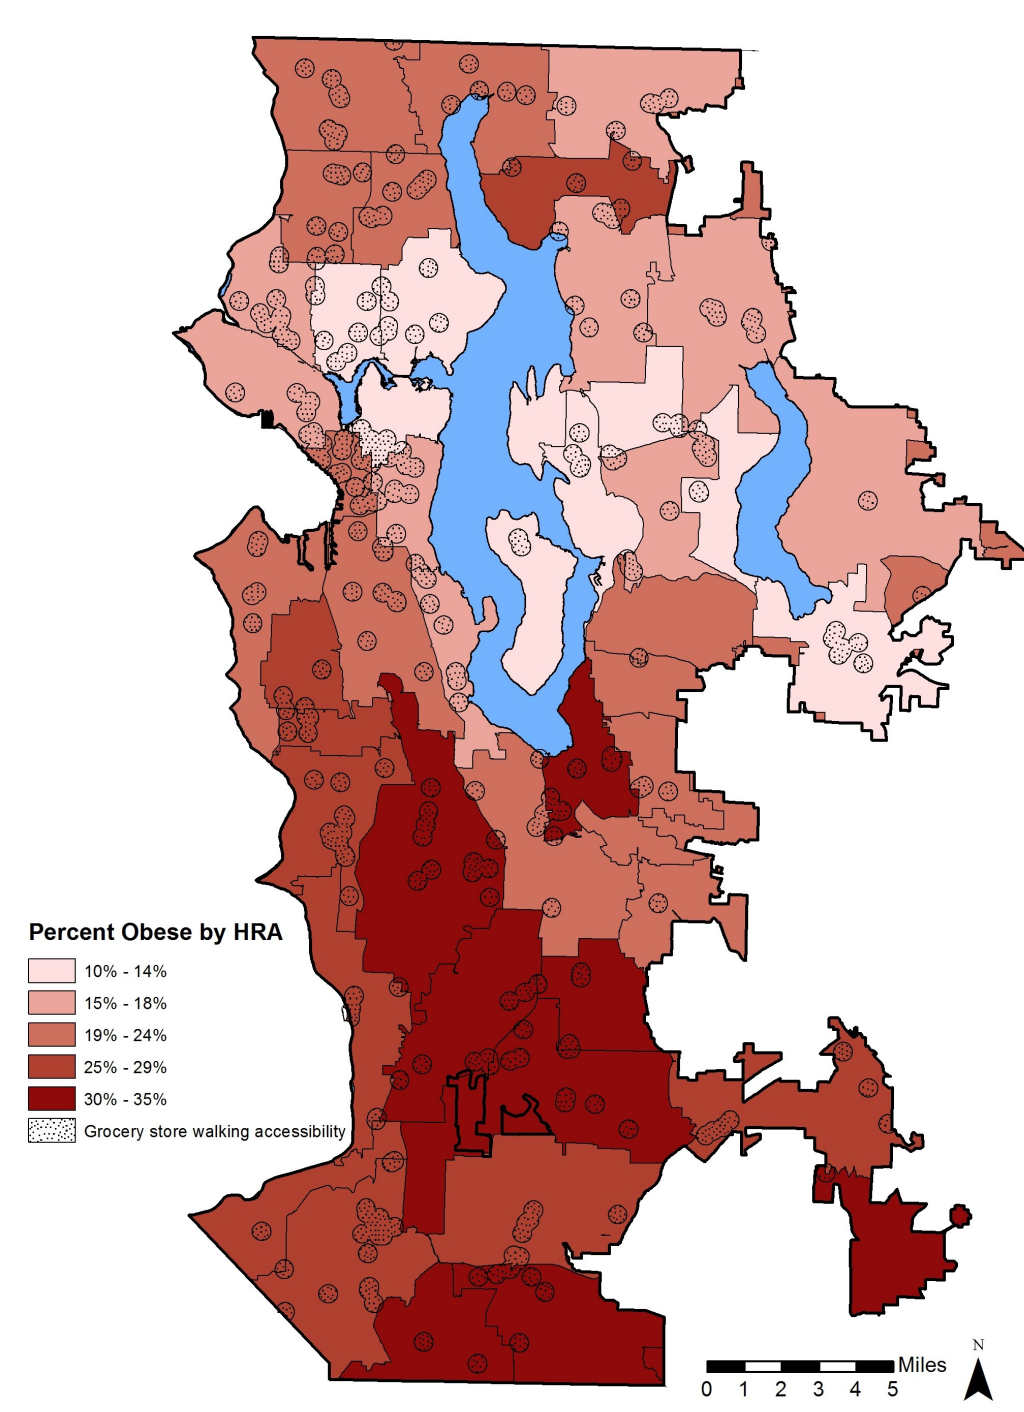 Percent Obese by HRA
10% - 14%
15% - 18%
19% - 24%
25% - 29%
30% - 35%
Grocery store walking accessibility
N
Miles
0 1 2 3 4 5